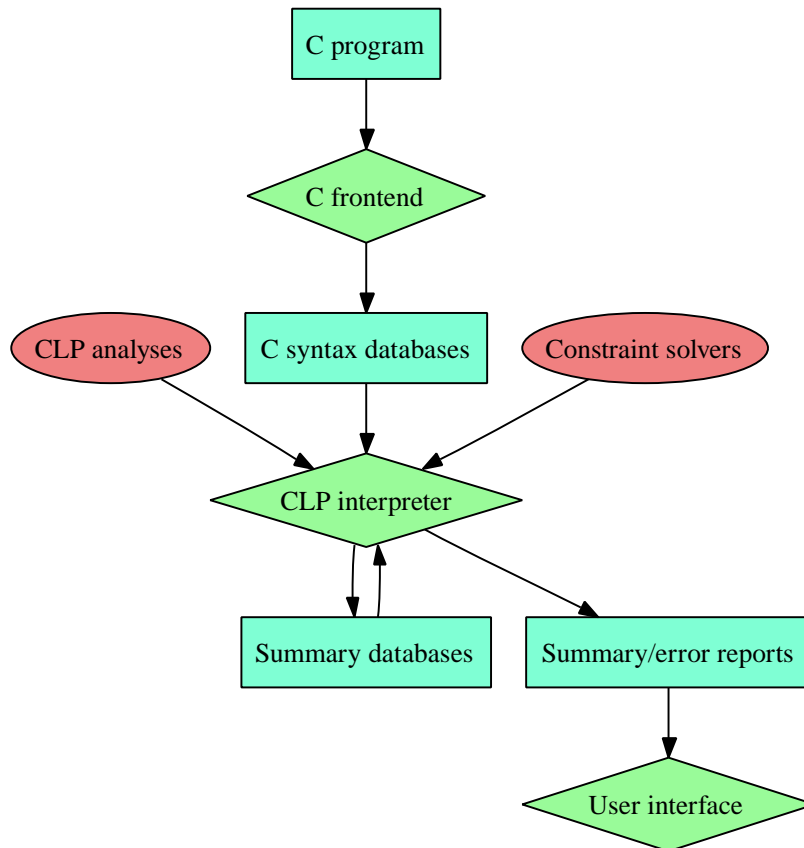 C program
C frontend
CLP analyses
C syntax databases
Constraint solvers
CLP interpreter
Summary databases
Summary/error reports
User interface